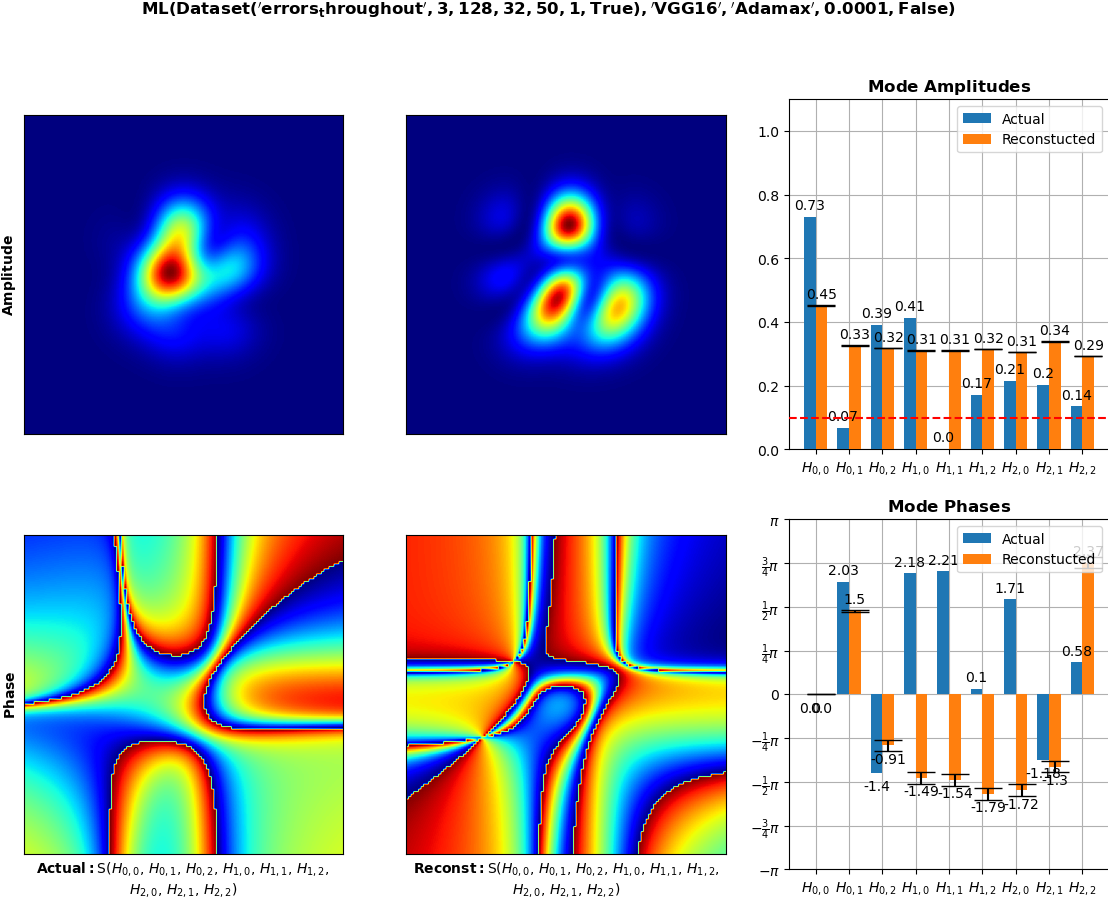 ML(Dataset('errors_throughout', 3, 128, 32, 50, 1, True), 'VGG16', 'Adamax', 0.0001, False)
Amplitude
Mode Amplitudes
Actual
Reconstucted
1.0
0.8
0.6
0.4
0.2
0.0
0.73
0.45
0.07
0.33
0.39
0.32
0.41
0.31
0.0
0.31
0.17
0.32
0.21
0.31
0.2
0.34
0.14
0.29
H0,0 H0,1 H0,2 H1,0 H1,1 H1,2 H2,0 H2,1 H2,2
Phase
Actual: S(H0,0, H0,1, H0,2, H1,0, H1,1, H1,2,
H2,0, H2,1, H2,2)
Reconst: S(H0,0, H0,1, H0,2, H1,0, H1,1, H1,2,
H2,0, H2,1, H2,2)
Mode Phases
Actual
Reconstucted
π
3/4π
1/2π
1/4π
0
−1/4π
−1/2π
−3/4π
−π
0.0
0.0
2.03
1.5
-1.4
-0.91
2.18
-1.49
2.21
-1.54
0.1
-1.79
1.71
-1.72
-1.18
-1.3
0.58
2.37
H0,0 H0,1 H0,2 H1,0 H1,1 H1,2 H2,0 H2,1 H2,2